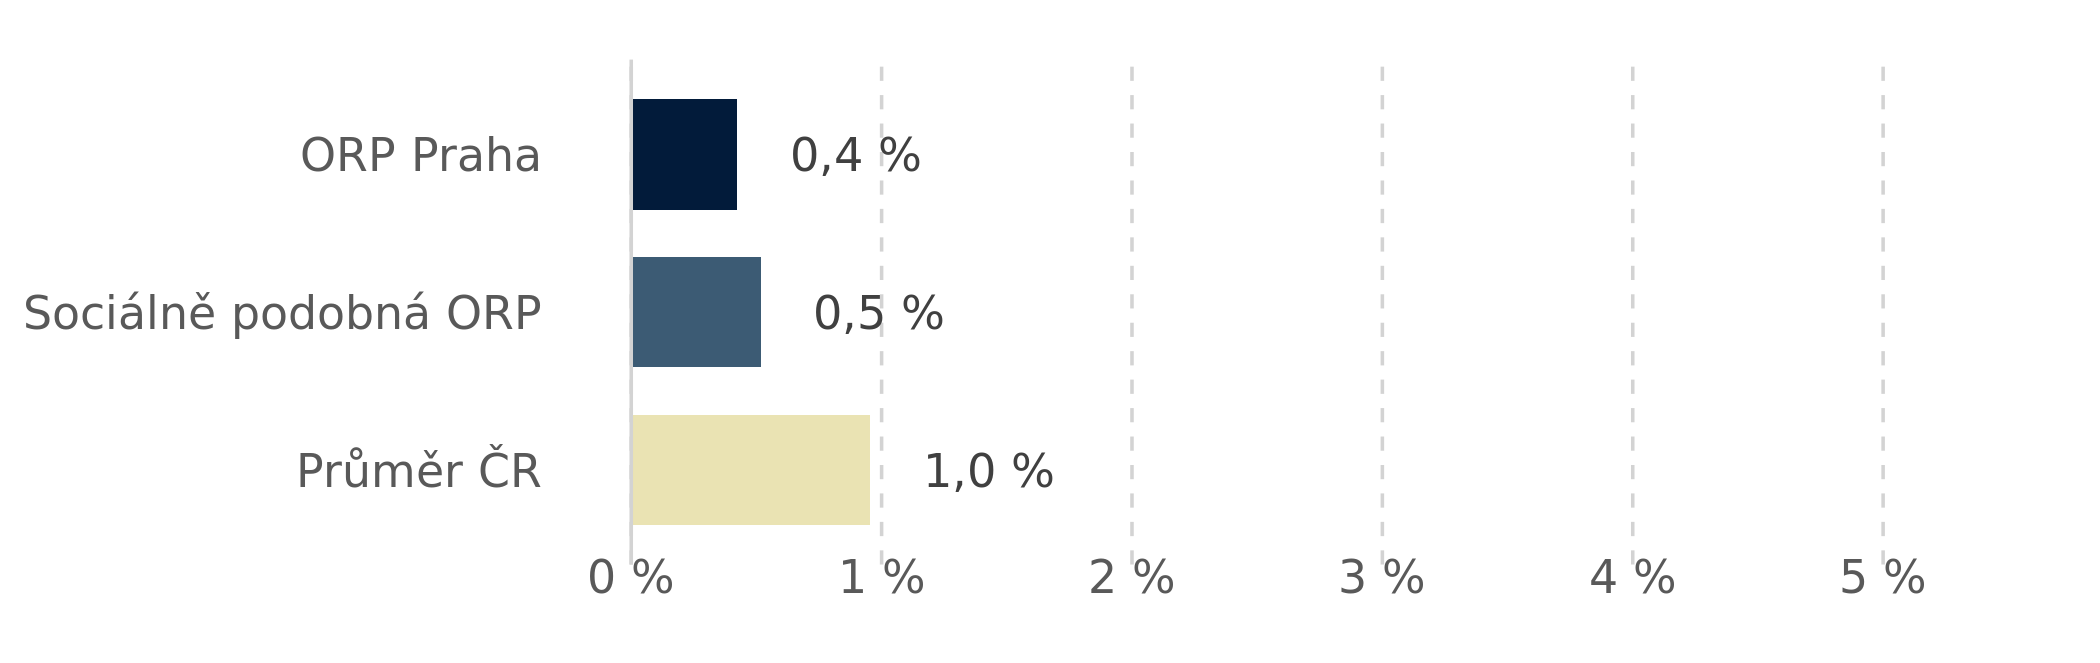 ORP Praha 0,4 %
Sociálně podobná ORP 0,5 %
Průměr ČR 1,0 %
0 % 1 % 2 % 3 % 4 % 5 %